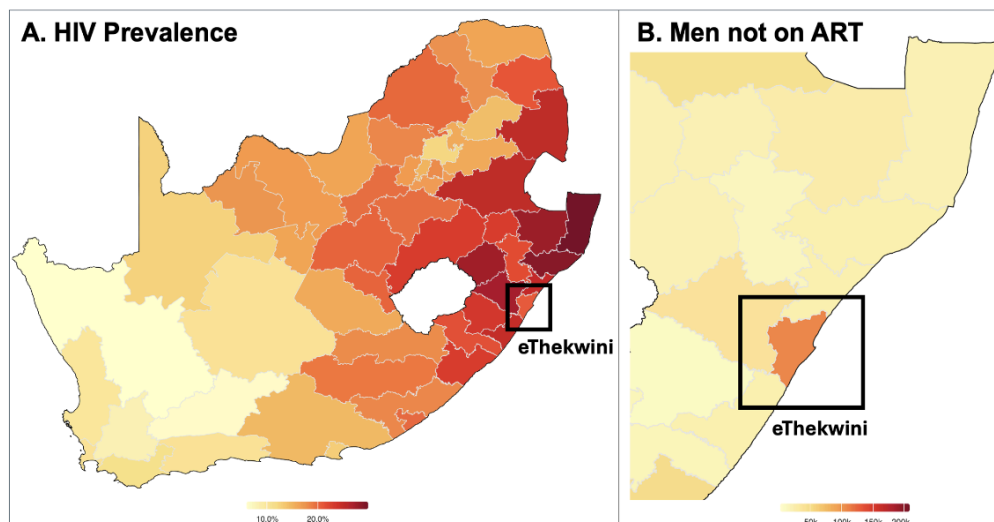 A. HIV Prevalence
eThekwini
10.0% 20.0%
B. Men not on ART
eThekwini
50k 100k 150k 200k